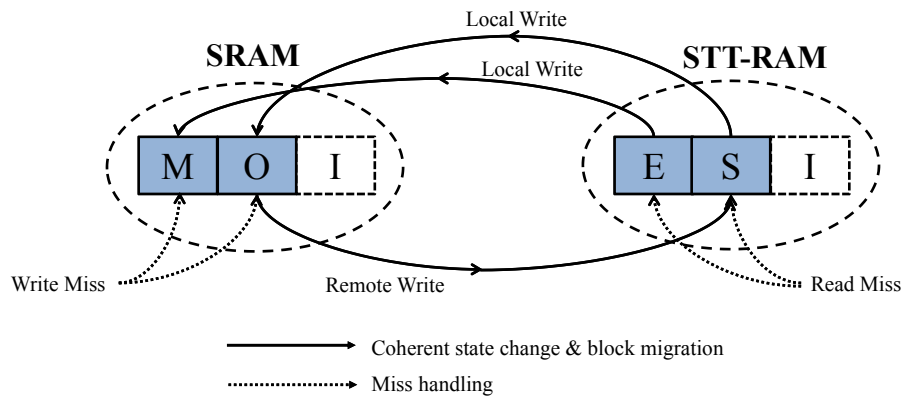 Local Write
SRAM
STT-RAM
Local Write
M O I
E S I
Write Miss
Remote Write
Read Miss
Coherent state change & block migration
Miss handling